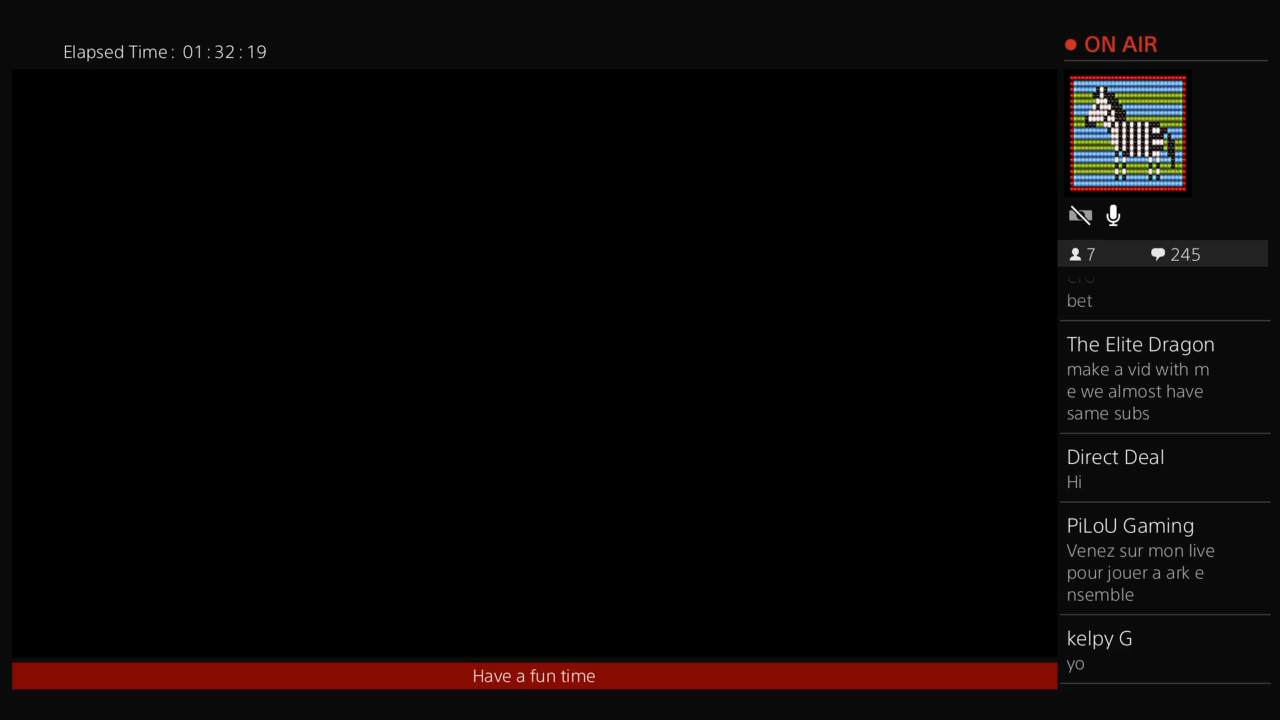 Elapsed Time: 01:32:19
ON AIR
7
245
bet
The Elite Dragon
make a vid with m
e we almost have
same subs
Direct Deal
Hi
PiLoU Gaming
Venez sur mon live
pour jouer a ark e
nsemble
kelpy G
yo
Have a fun time